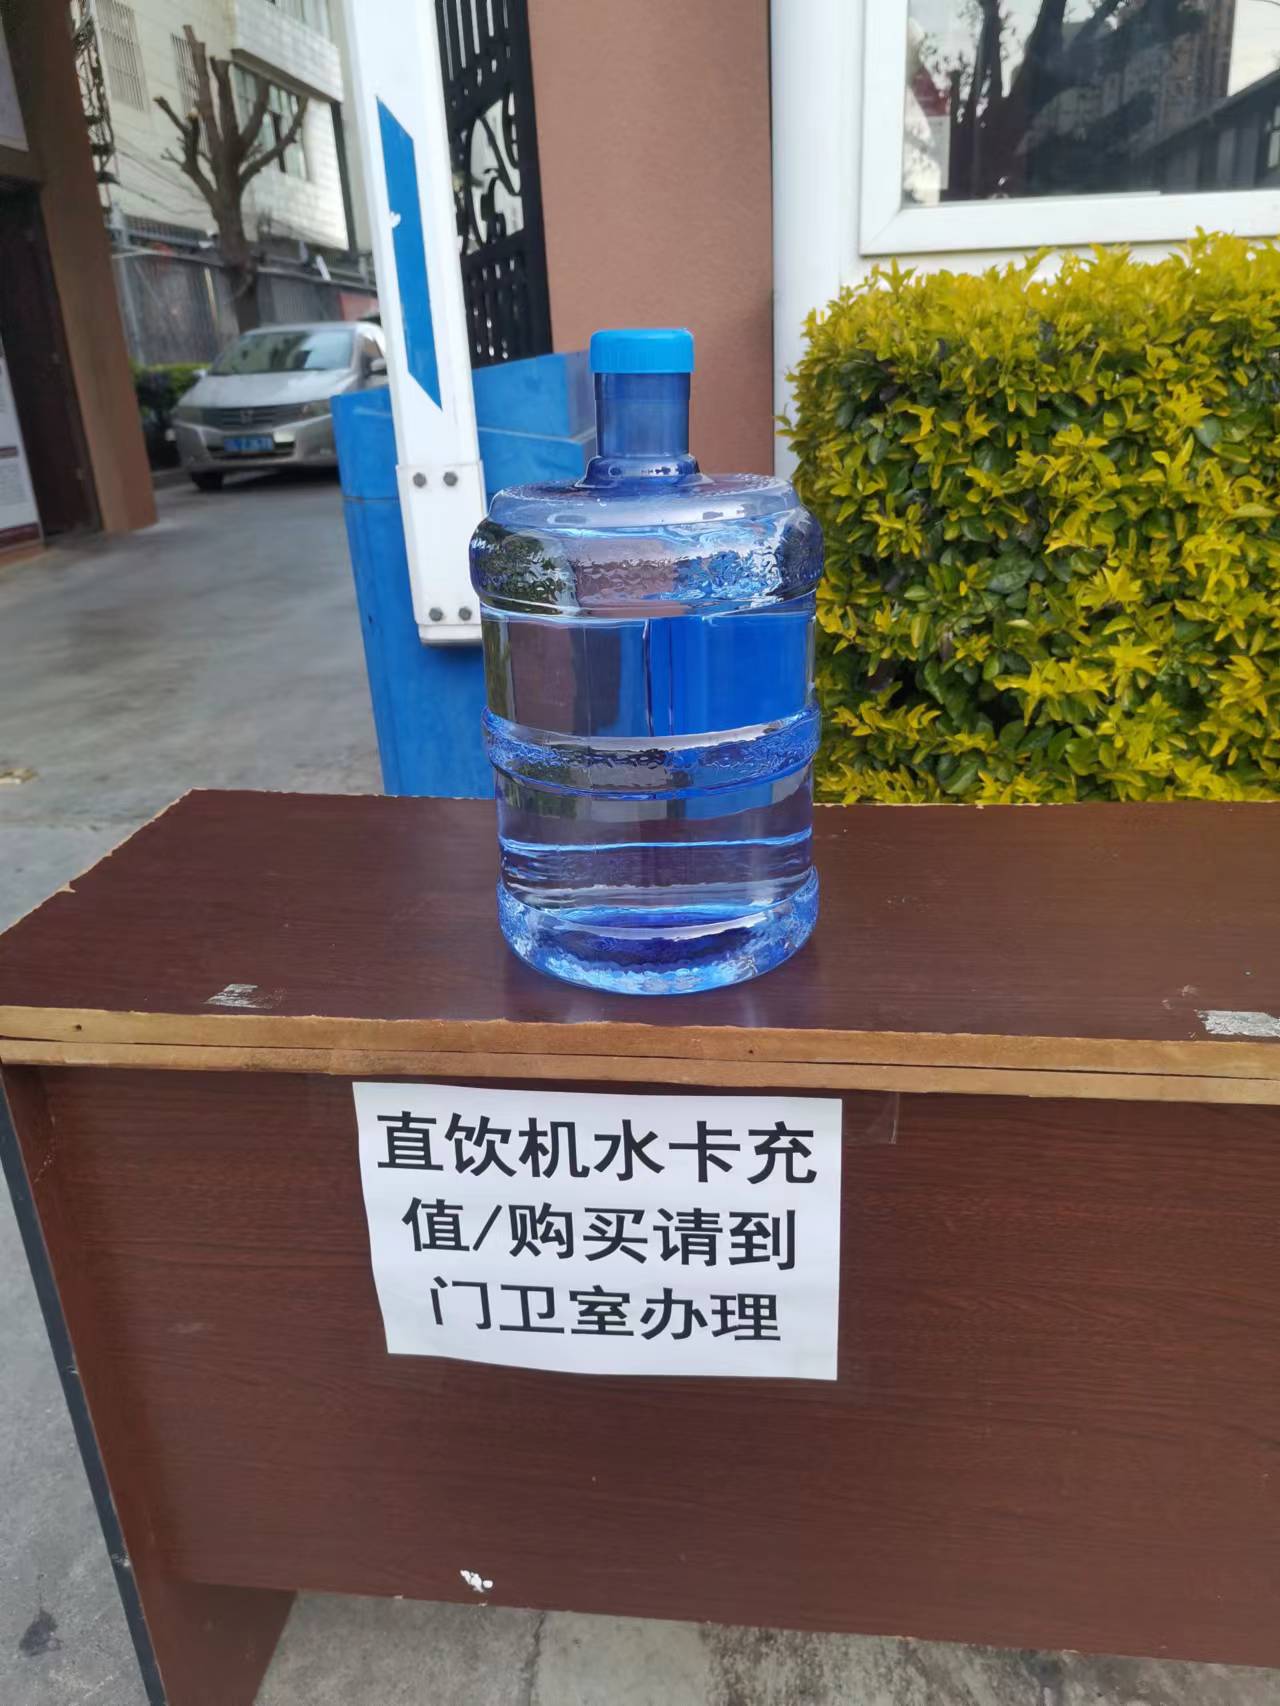 直饮机水卡充
值/购买请到
门卫室办理